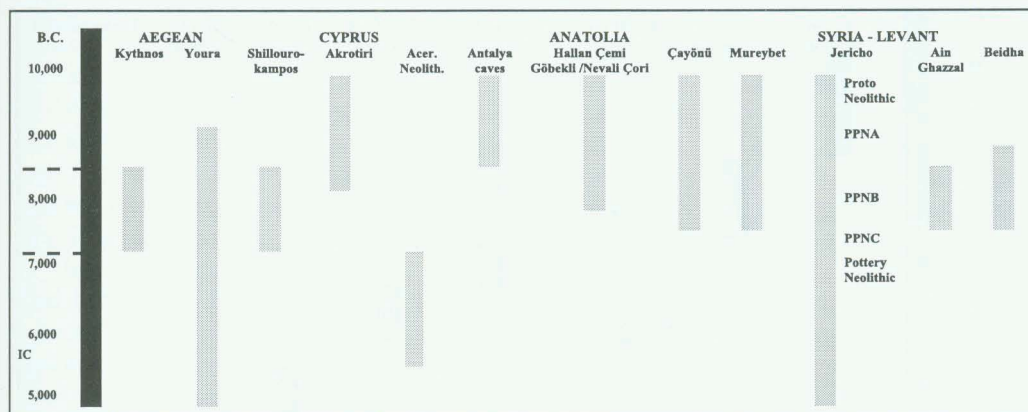 B.C. AEGEAN CYPRUS ANATOLIA SYRIA - LEVANT
Kythnos Youra Shillouro- Akrotiri Acer. Antalya Hallan Çemi Çayönü Mureybet Jericho Ain Beidha
kampos Neolith. caves Göbekli /Nevali Çori Ghazzal
10,000
Proto
Neolithic
9,000 PPNA
8,000 PPNB
PPNC
7,000 Pottery
Neolithic
6,000
IC
5,000